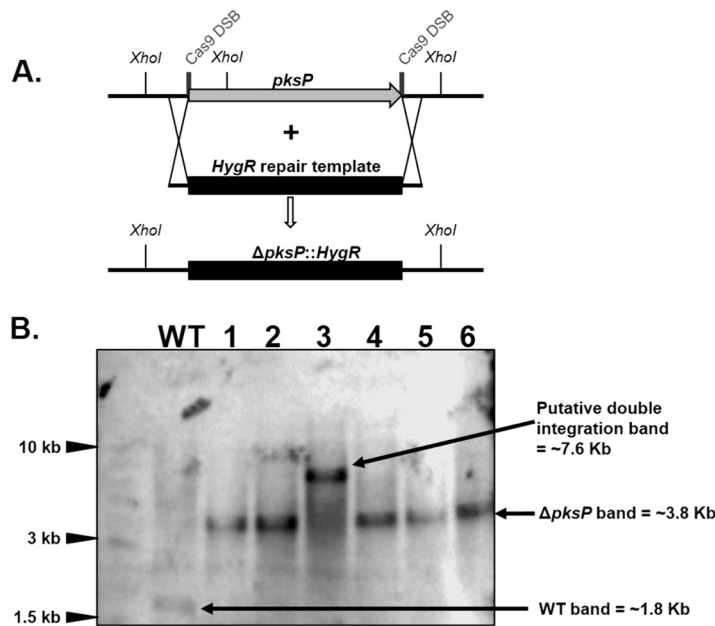 A.
Cas9 DSB
Cas9 DSB
XhoI
XhoI
XhoI
pksP
+
HygR repair template
XhoI
XhoI
ΔpksP::HygR
B.
WT 1 2 3 4 5 6
10 kb
3 kb
1.5 kb
Putative double
integration band
= ~7.6 Kb
ΔpksP band = ~3.8 Kb
WT band = ~1.8 Kb